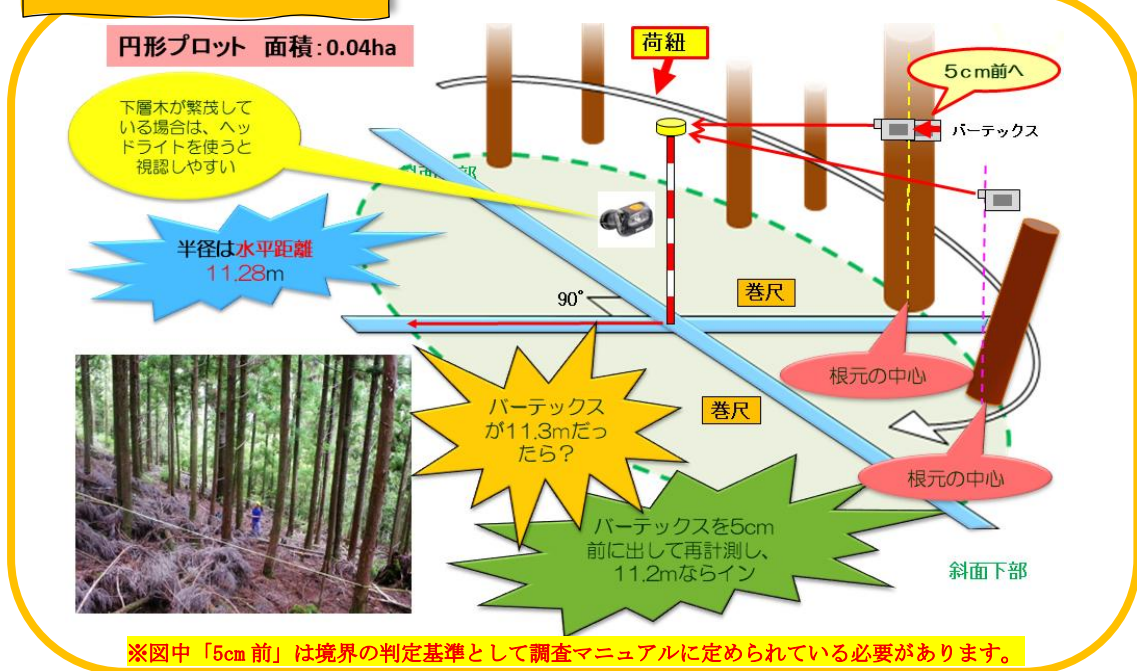 円形プロット 面積：0.04ha
荷紐
5cm前へ
バーテックス
下層木が繁茂して
いる場合は、ヘッ
ドライトを使うと
視認しやすい
半径は水平距離
11.28m
90°
巻尺
根元の中心
バーテックス
が11.3mだっ
たら？
巻尺
根元の中心
バーテックスを5cm
前に出して再計測し、
11.2mならイン
斜面下部
※図中「5cm 前」は境界の判定基準として調査マニュアルに定められている必要があります。